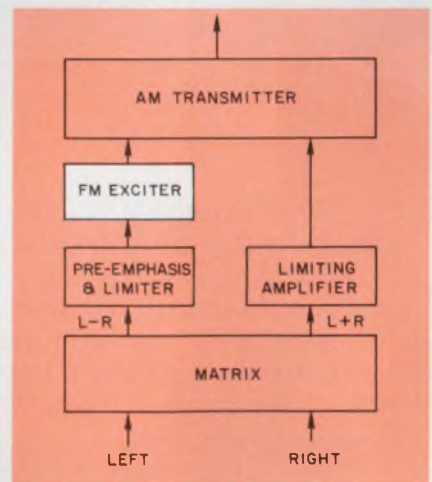 AM TRANSMITTER
FM EXCITER
PRE-EMPHASIS
& LIMITER
LIMITING
AMPLIFIER
L-R
L+R
MATRIX
LEFT
RIGHT